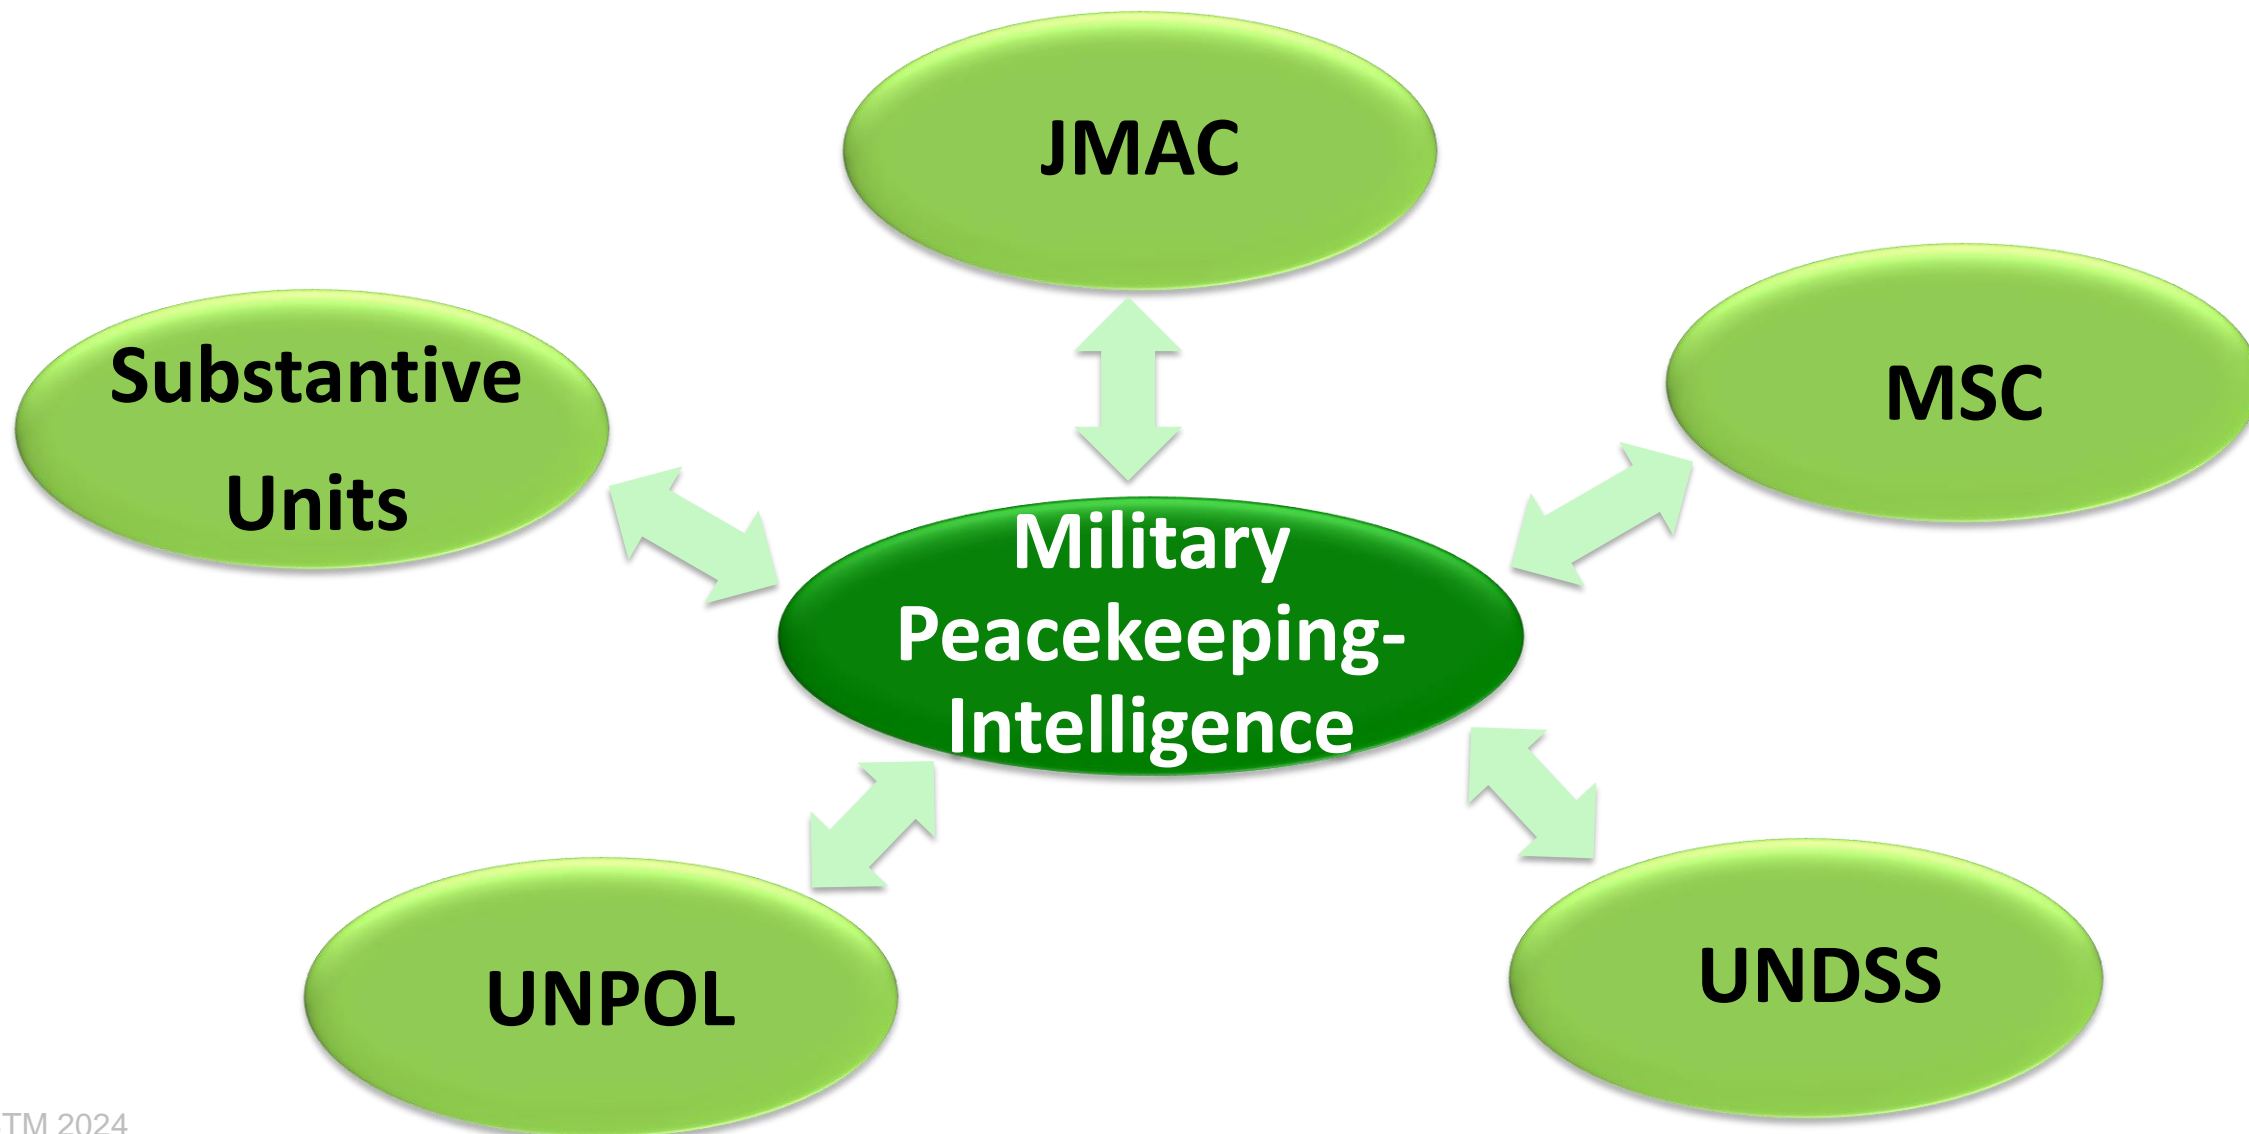 JMAC
MSC
Substantive
Units
Military
Peacekeeping-
Intelligence
UNPOL
UNDSS
TM 2024